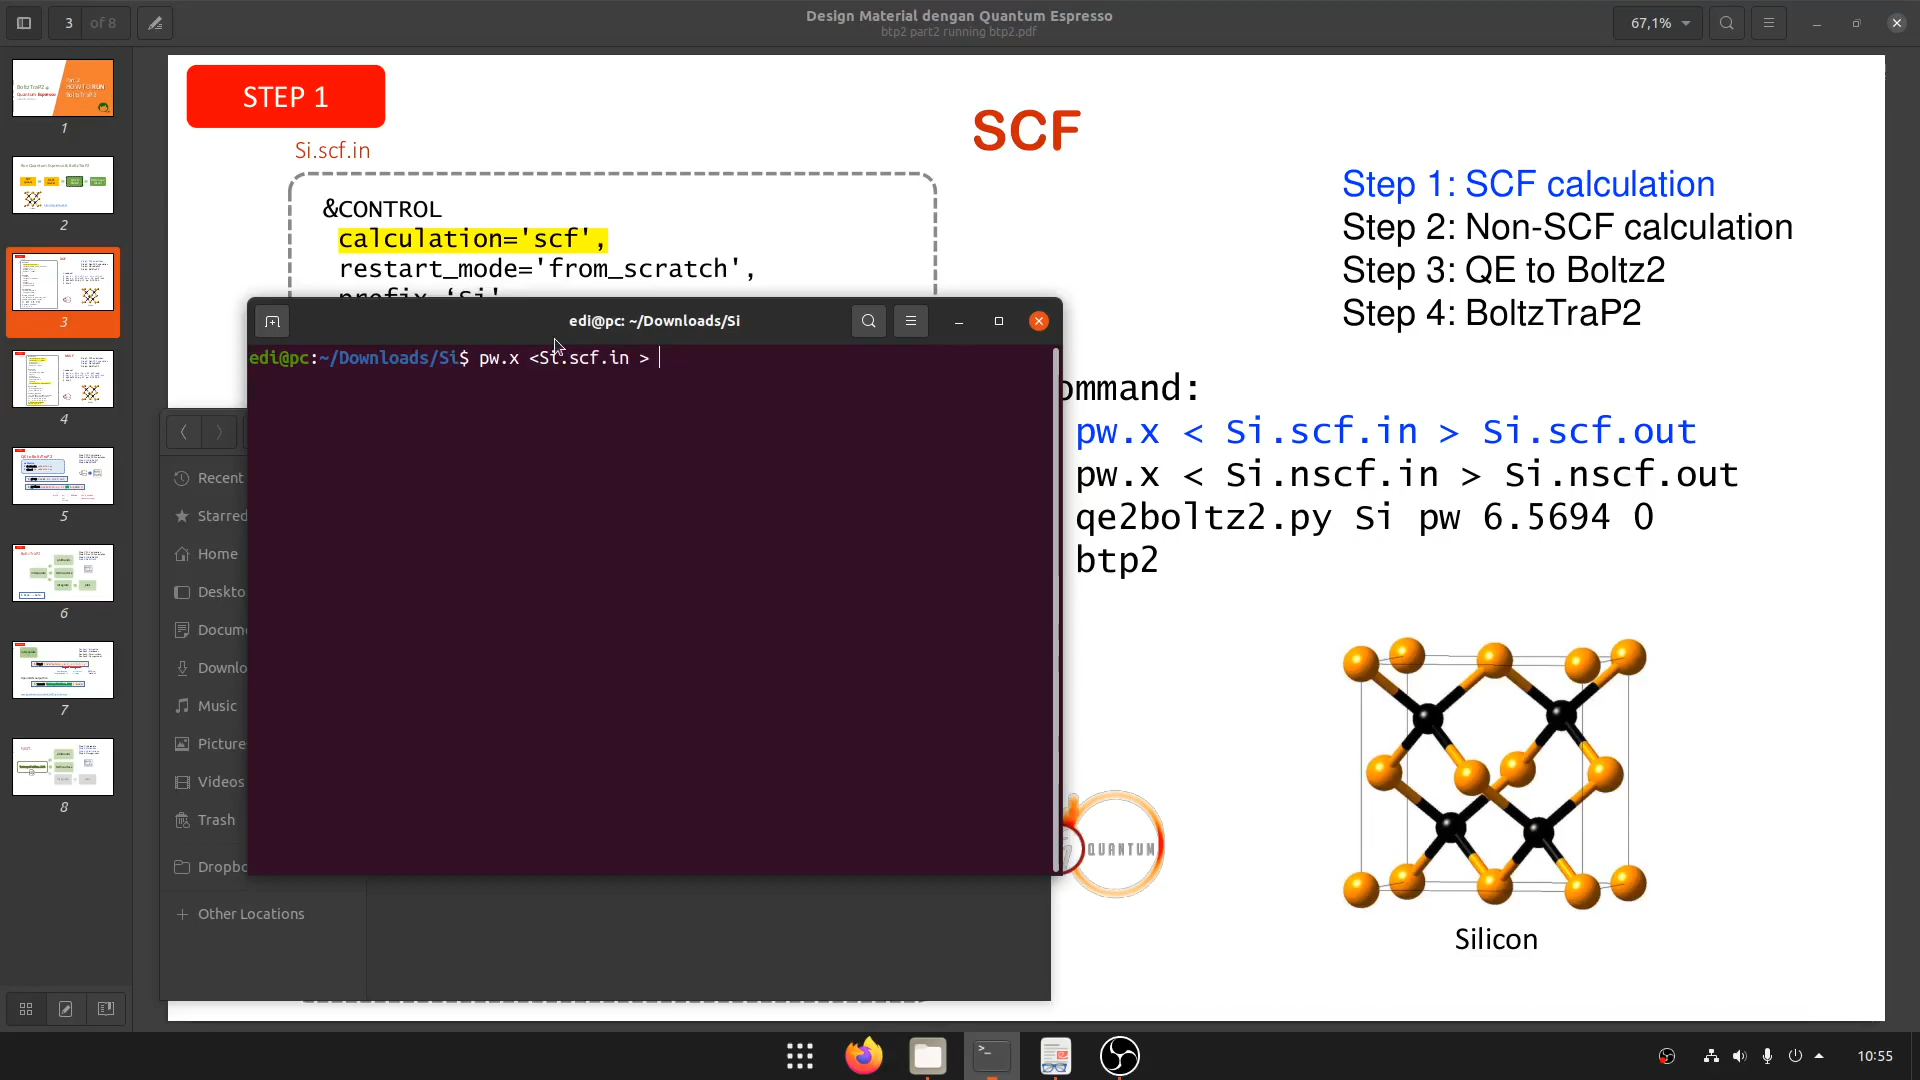 3 of 8
Design Material dengan Quantum Espresso
btp2 part2 running btp2.pdf
67,1%
1
2
3
4
5
6
7
8
STEP 1
SCF
Si.scf.in
&CONTROL
calculation='scf',
restart_mode='from_scratch',
Step 1: SCF calculation
Step 2: Non-SCF calculation
Step 3: QE to Boltz2
Step 4: BoltzTraP2
edi@pc: ~/Downloads/Si
edi@pc:~/Downloads/Si$ pw.x <Si.scf.in >
ommand:
pw.x < Si.scf.in > Si.scf.out
pw.x < Si.nscf.in > Si.nscf.out
qe2boltz2.py Si pw 6.5694 0
btp2
Recent
Starred
Home
Deskto
Docume
Downlo
Music
Picture
Videos
Trash
Dropbo
+ Other Locations
QUANTUM
Silicon
10:55